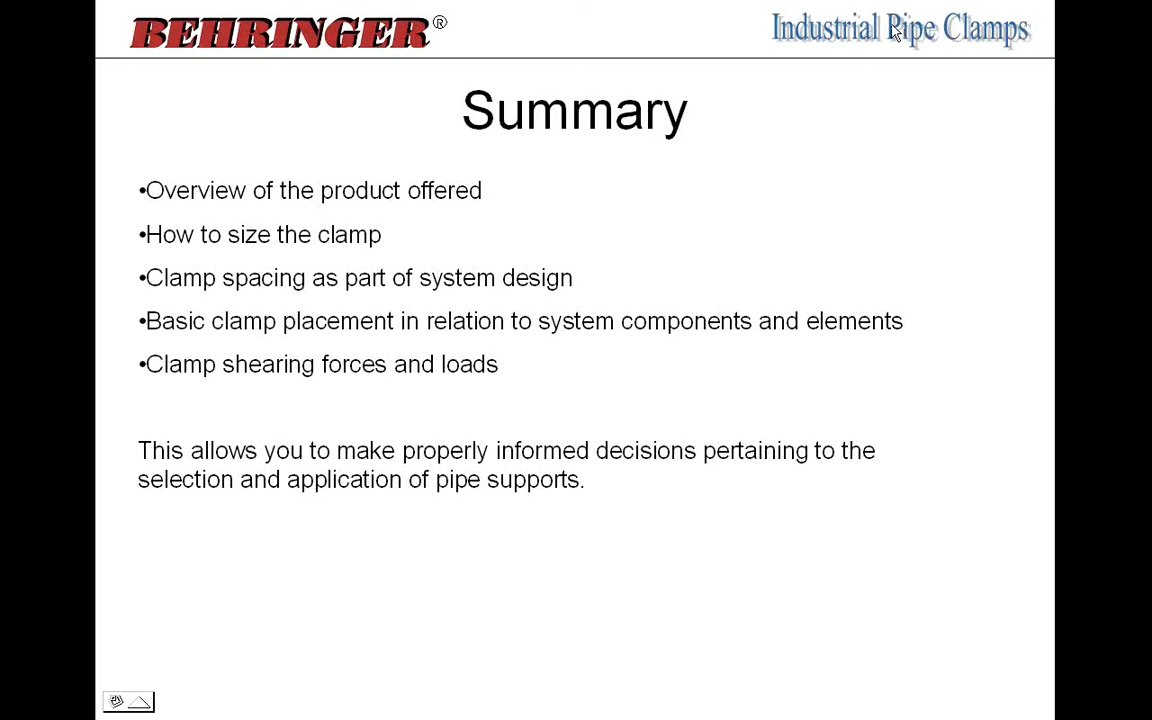 BEHRINGER®
Industrial Pipe Clamps
Summary
•Overview of the product offered
•How to size the clamp
•Clamp spacing as part of system design
•Basic clamp placement in relation to system components and elements
•Clamp shearing forces and loads
This allows you to make properly informed decisions pertaining to the
selection and application of pipe supports.